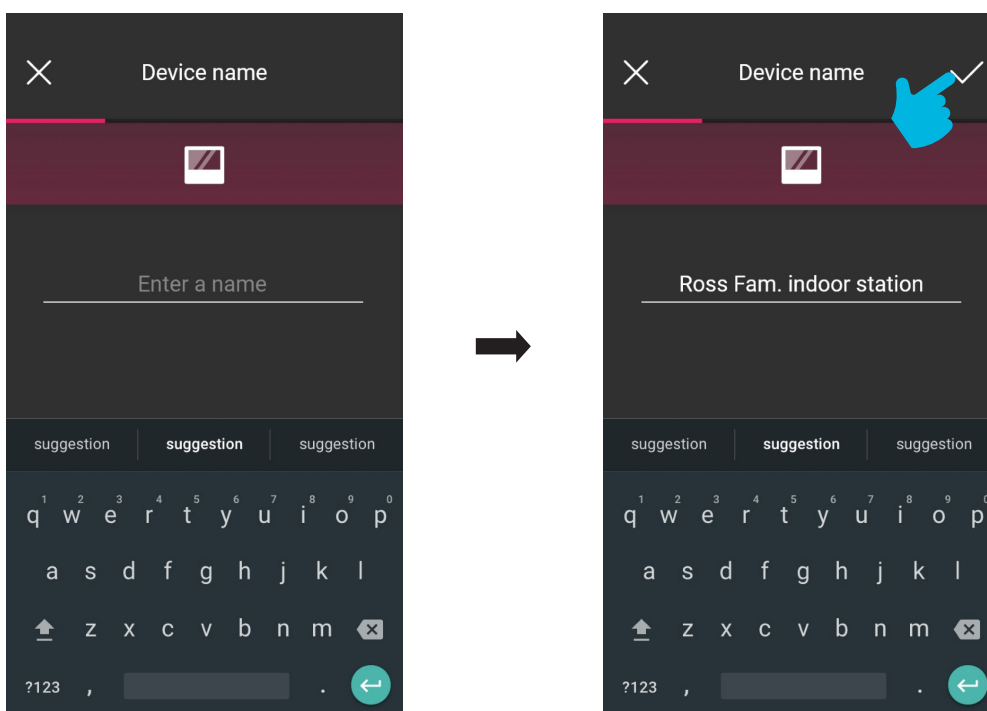 Device name
Enter a name
suggestion suggestion suggestion
1 2 3 4 5 6 7 8 9 0
q w e r t y u i o p
a s d f g h j k l
z x c v b n m
?123 , .
Device name
Ross Fam. indoor station
suggestion suggestion suggestion
1 2 3 4 5 6 7 8 9 0
q w e r t y u i o p
a s d f g h j k l
z x c v b n m
?123 , .